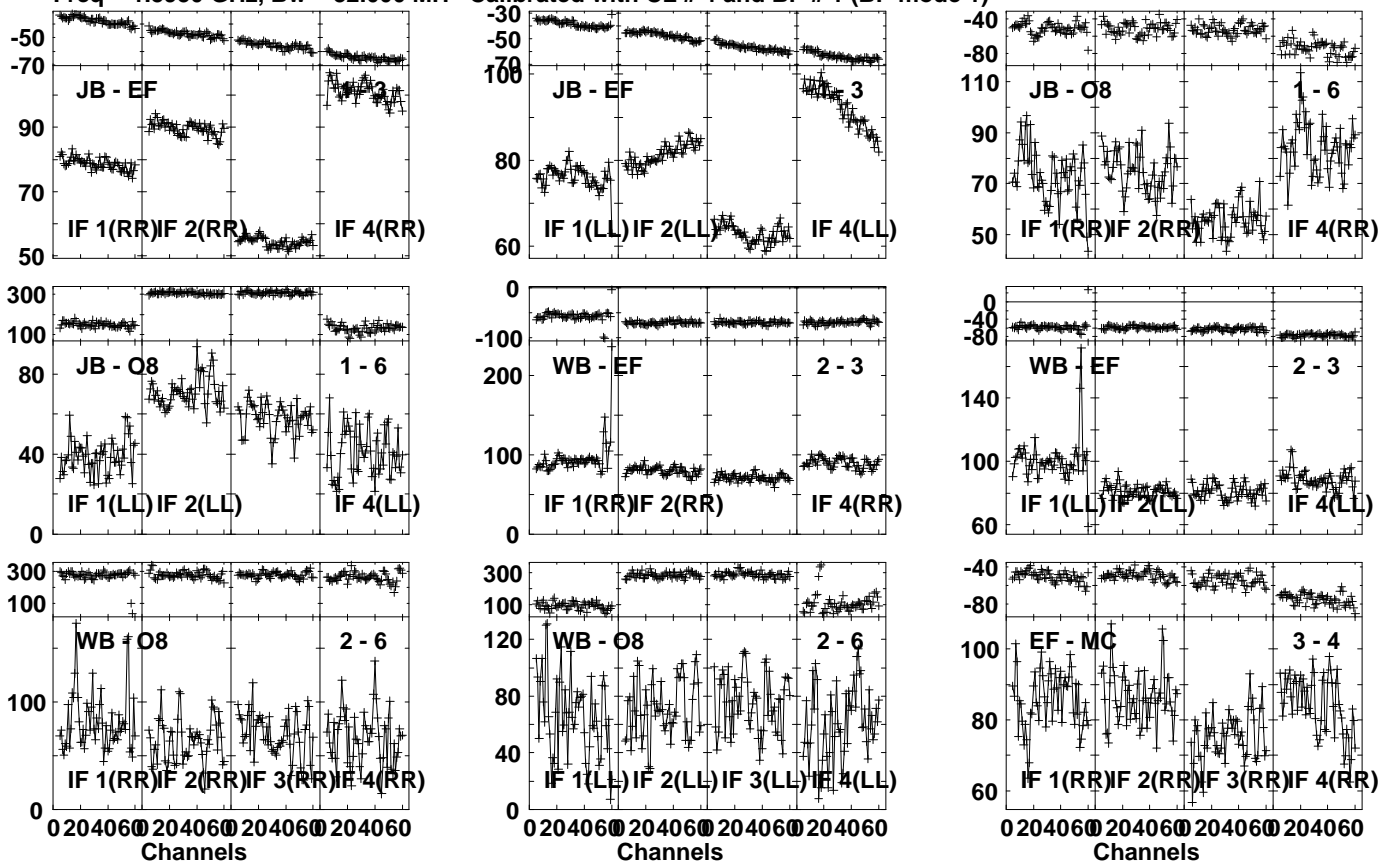 Calibrated with CL # 4 and BP # 1 (BP mode 1)
-50
-70
JB - EF
1 - 3
90
70
50
IF 1(RR)
IF 2(RR)
IF 4(RR)
-30
-50
-70
100
JB - EF
1 - 3
80
60
IF 1(LL)
IF 2(LL)
IF 4(LL)
-40
-80
110
JB - O8
1 - 6
90
70
50
IF 1(RR)
IF 2(RR)
IF 4(RR)
300
100
JB - O8
1 - 6
80
40
0
IF 1(LL)
IF 2(LL)
IF 4(LL)
0
-100
WB - EF
2 - 3
200
100
0
IF 1(RR)
IF 2(RR)
IF 4(RR)
0
-40
-80
WB - EF
2 - 3
140
100
60
IF 1(LL)
IF 2(LL)
IF 4(LL)
300
100
WB - O8
2 - 6
100
0
IF 1(RR)
IF 2(RR)
IF 3(RR)
IF 4(RR)
300
100
WB - O8
2 - 6
120
80
40
0
IF 1(LL)
IF 2(LL)
IF 3(LL)
IF 4(LL)
-40
-80
EF - MC
3 - 4
100
80
60
IF 1(RR)
IF 2(RR)
IF 3(RR)
IF 4(RR)
0 20 40 60 0 20 40 60 0 20 40 60 0 20 40 60
Channels
0 20 40 60 0 20 40 60 0 20 40 60 0 20 40 60
Channels
0 20 40 60 0 20 40 60 0 20 40 60 0 20 40 60
Channels